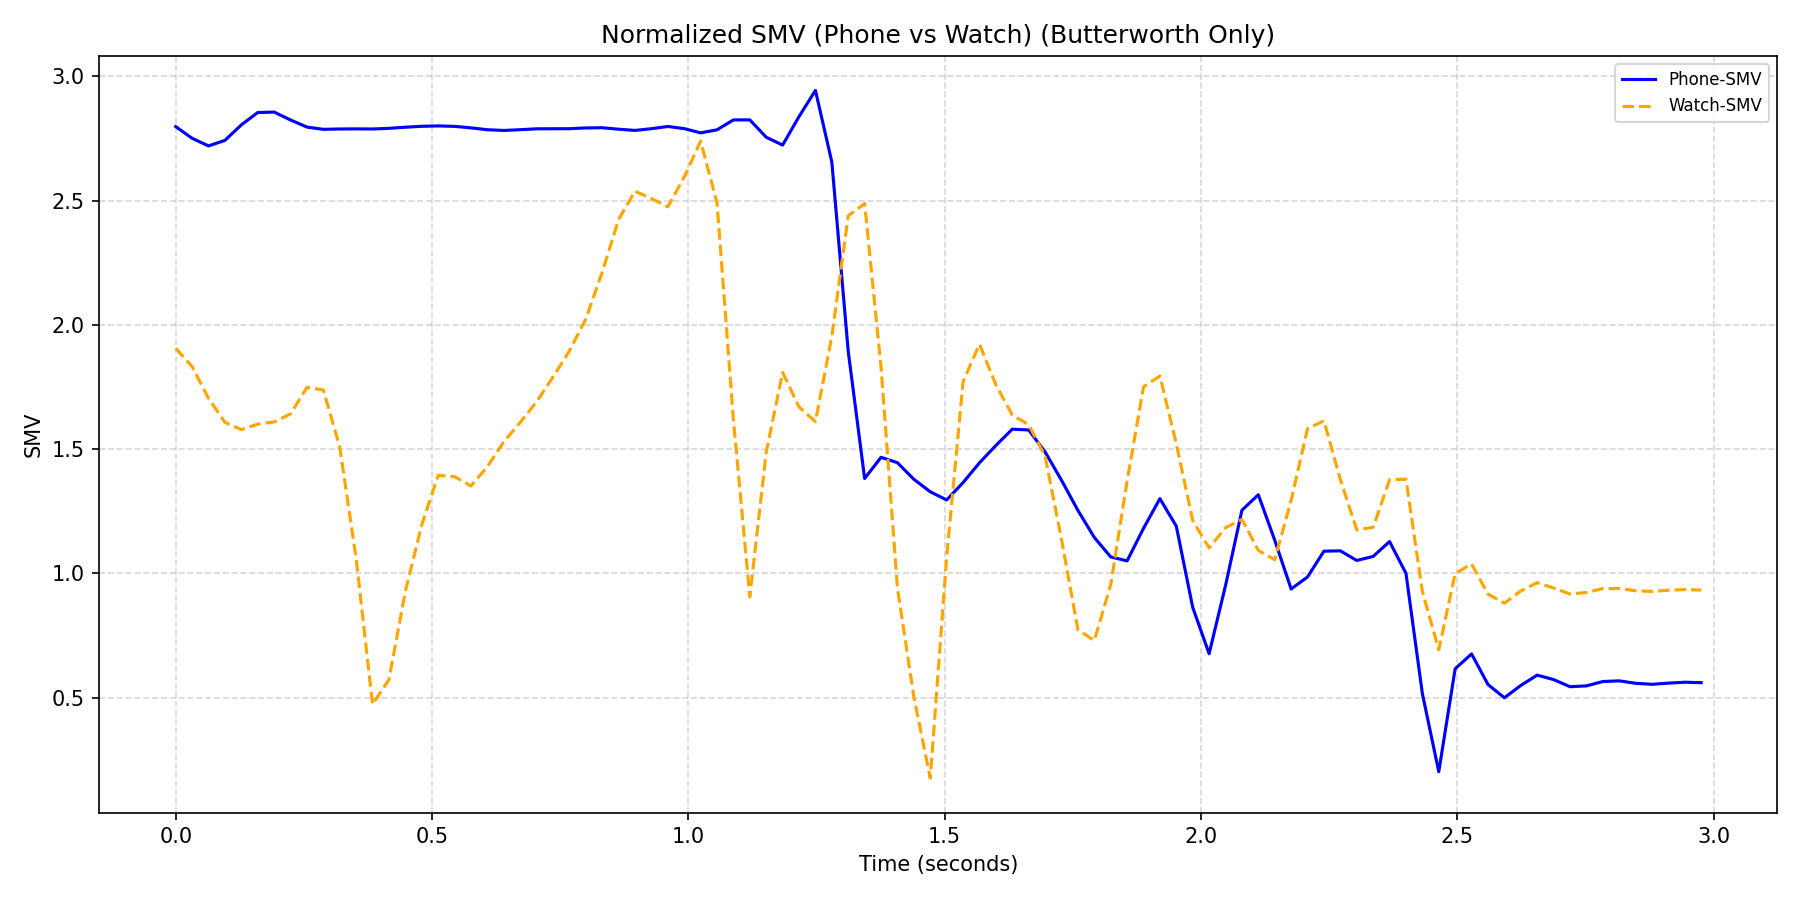 Normalized SMV (Phone vs Watch) (Butterworth Only)
Phone-SMV
Watch-SMV
3.0
2.5
2.0
1.5
1.0
0.5
SMV
0.0 0.5 1.0 1.5 2.0 2.5 3.0
Time (seconds)